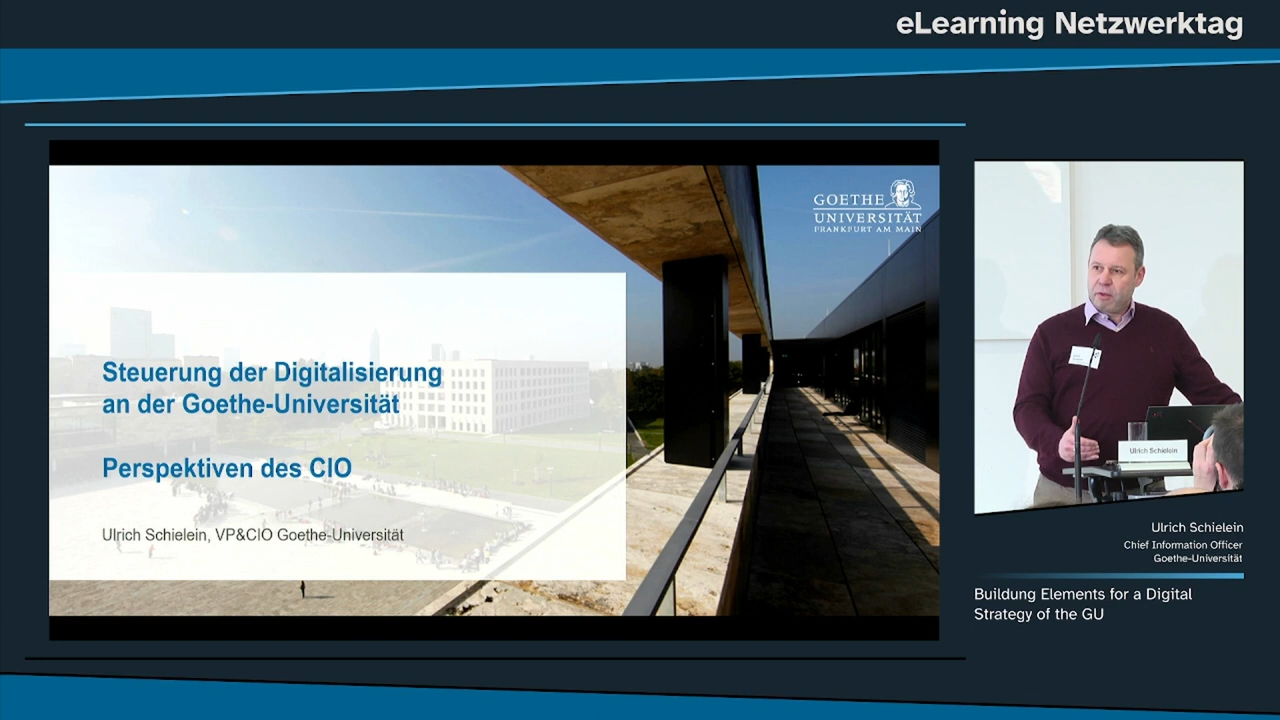 eLearning Netzwerktag
GOETHE
UNIVERSITÄT
FRANKFURT AM MAIN
Steuerung der Digitalisierung
an der Goethe-Universität
Perspektiven des CIO
Ulrich Schielein, VP&CIO Goethe-Universität
Ulrich Schielein
Ulrich Schielein
Chief Information Officer
Goethe-Universität
Buildung Elements for a Digital
Strategy of the GU